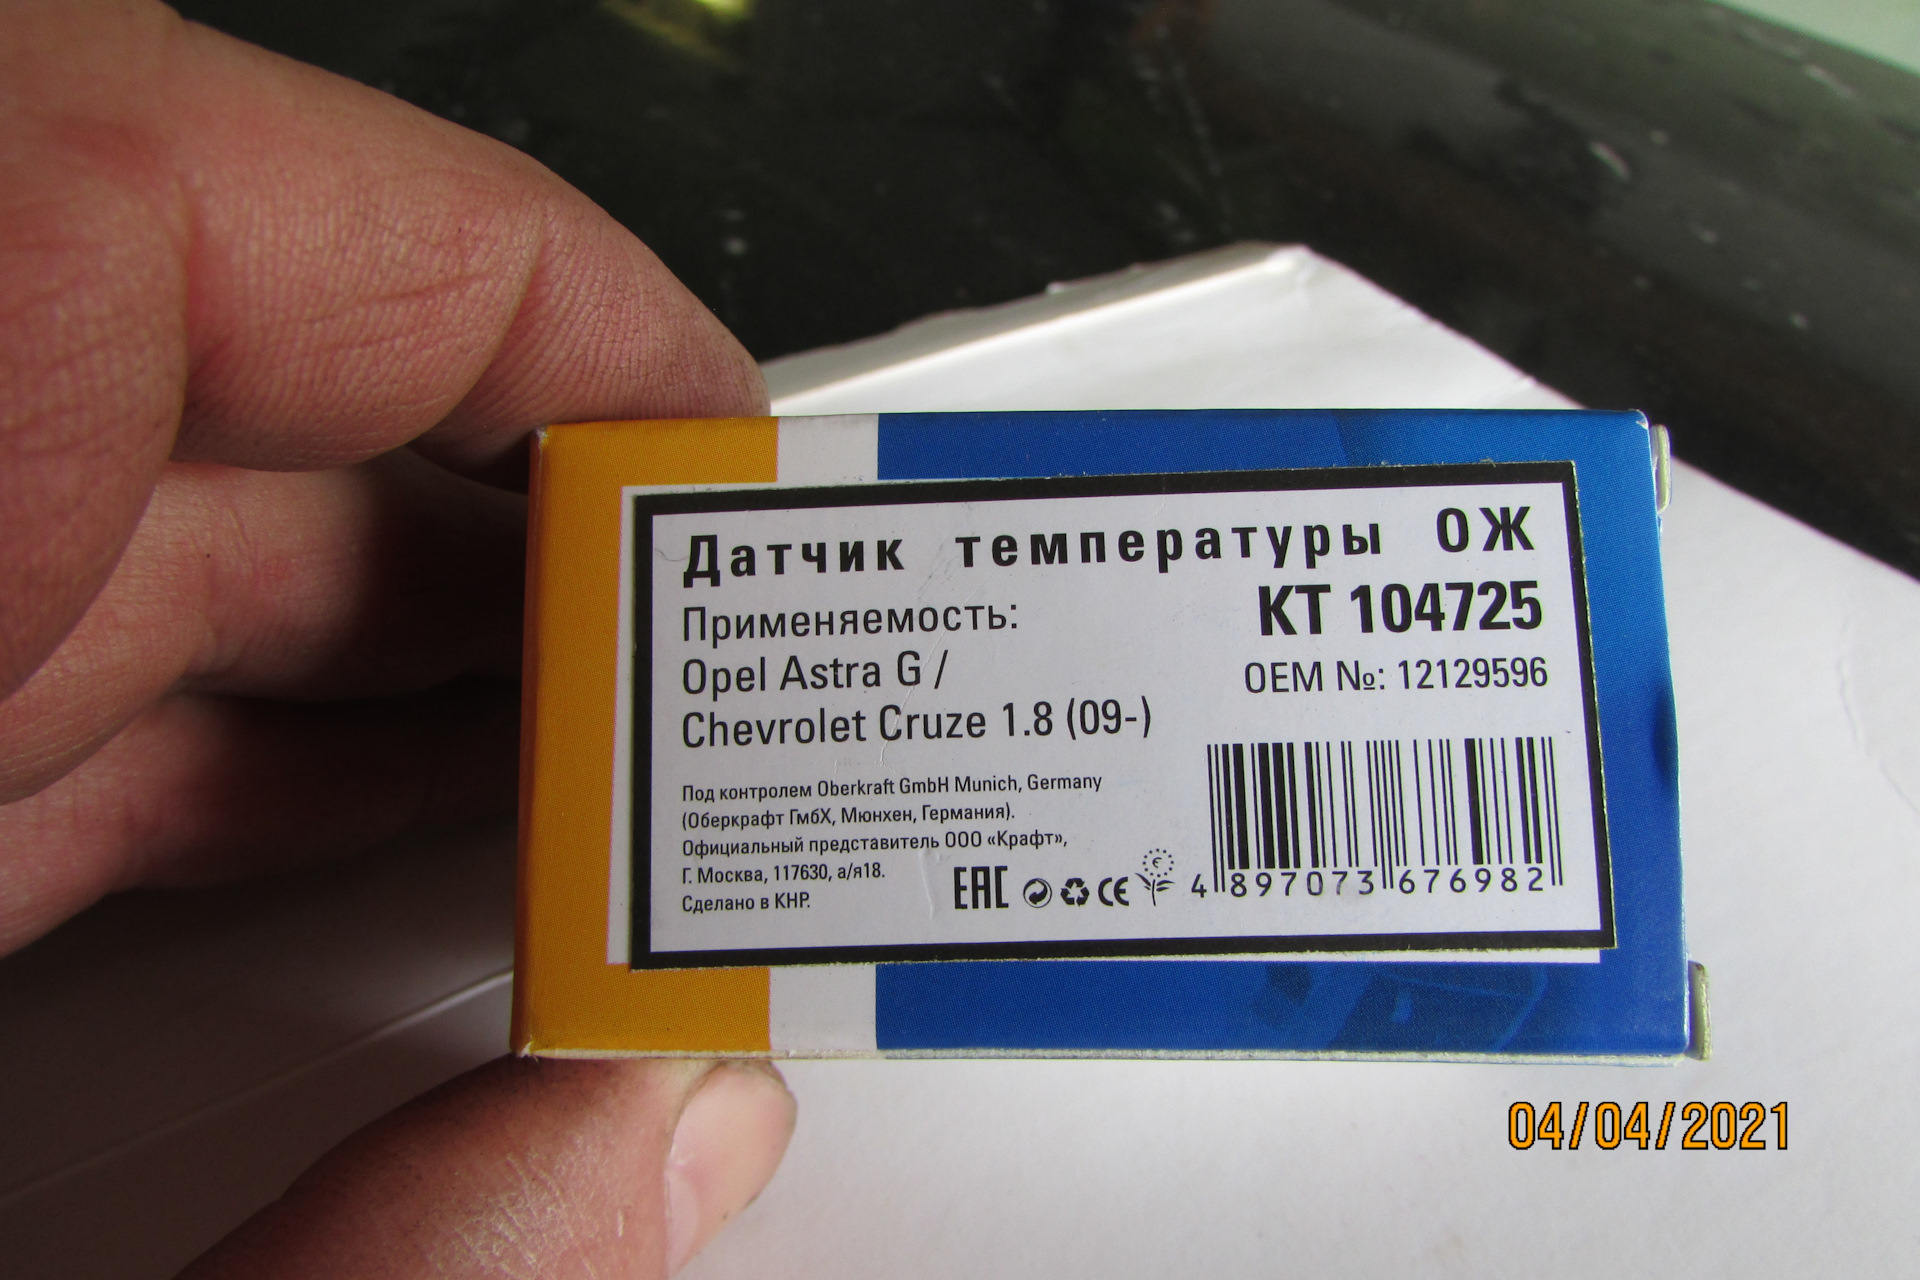 Датчик температуры ОЖ
Применяемость:
КТ 104725
Opel Astra G /
OEM №: 12129596
Chevrolet Cruze 1.8 (09-)
Под контролем Oberkraft GmbH Munich, Germany
(Оберкрафт ГмбХ, Мюнхен, Германия).
Официальный представитель ООО «Крафт»,
Г. Москва, 117630, а/я18.
Сделано в КНР.
EAC
CE
4 897073 676982
04/04/2021